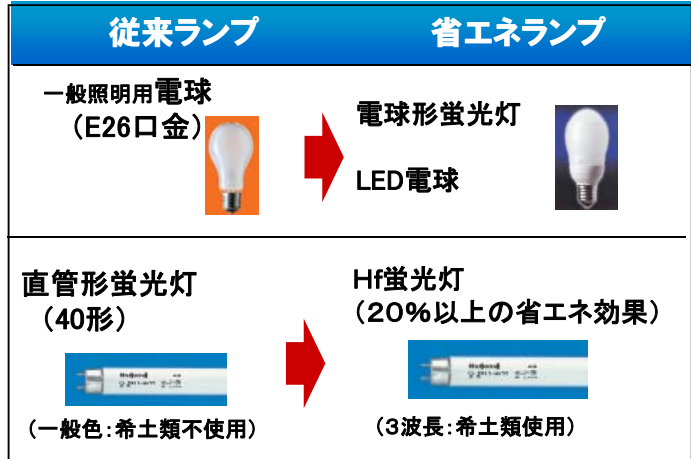 従来ランプ
省エネランプ
一般照明用電球
（E26口金）
電球形蛍光灯
LED電球
直管形蛍光灯
（40形）
Hf蛍光灯
（２０％以上の省エネ効果）
National
National
（一般色：希土類不使用）
（３波長：希土類使用）